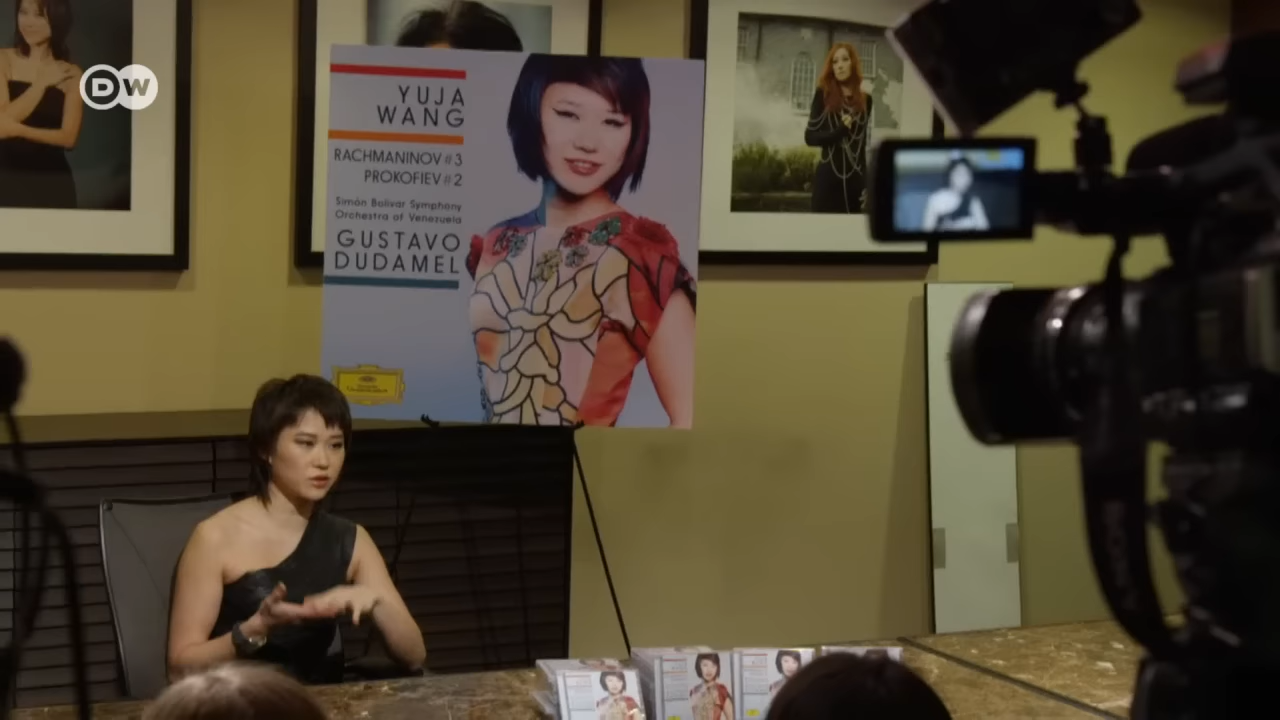 DW
YUJA
WANG
RACHMANINOV #3
PROKOFIEV #2
Simón Bolívar Symphony
Orchestra of Venezuela
GUSTAVO
DUDAMEL